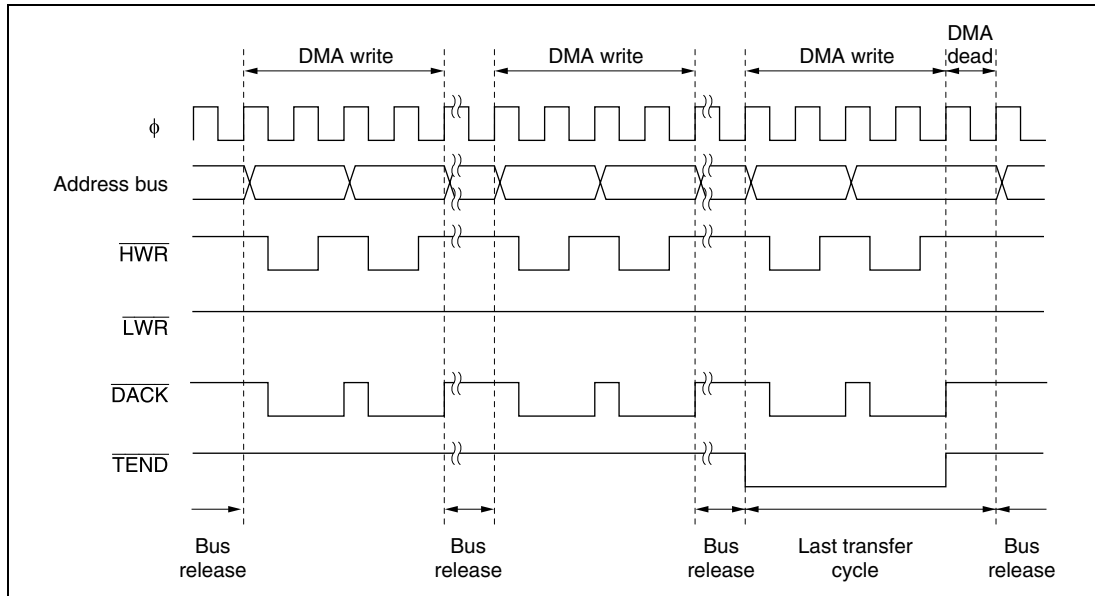 DMA write
DMA write
DMA write
DMA
dead
ϕ
Address bus
HWR
LWR
DACK
TEND
Bus
release
Bus
release
Bus
release
Last transfer
cycle
Bus
release